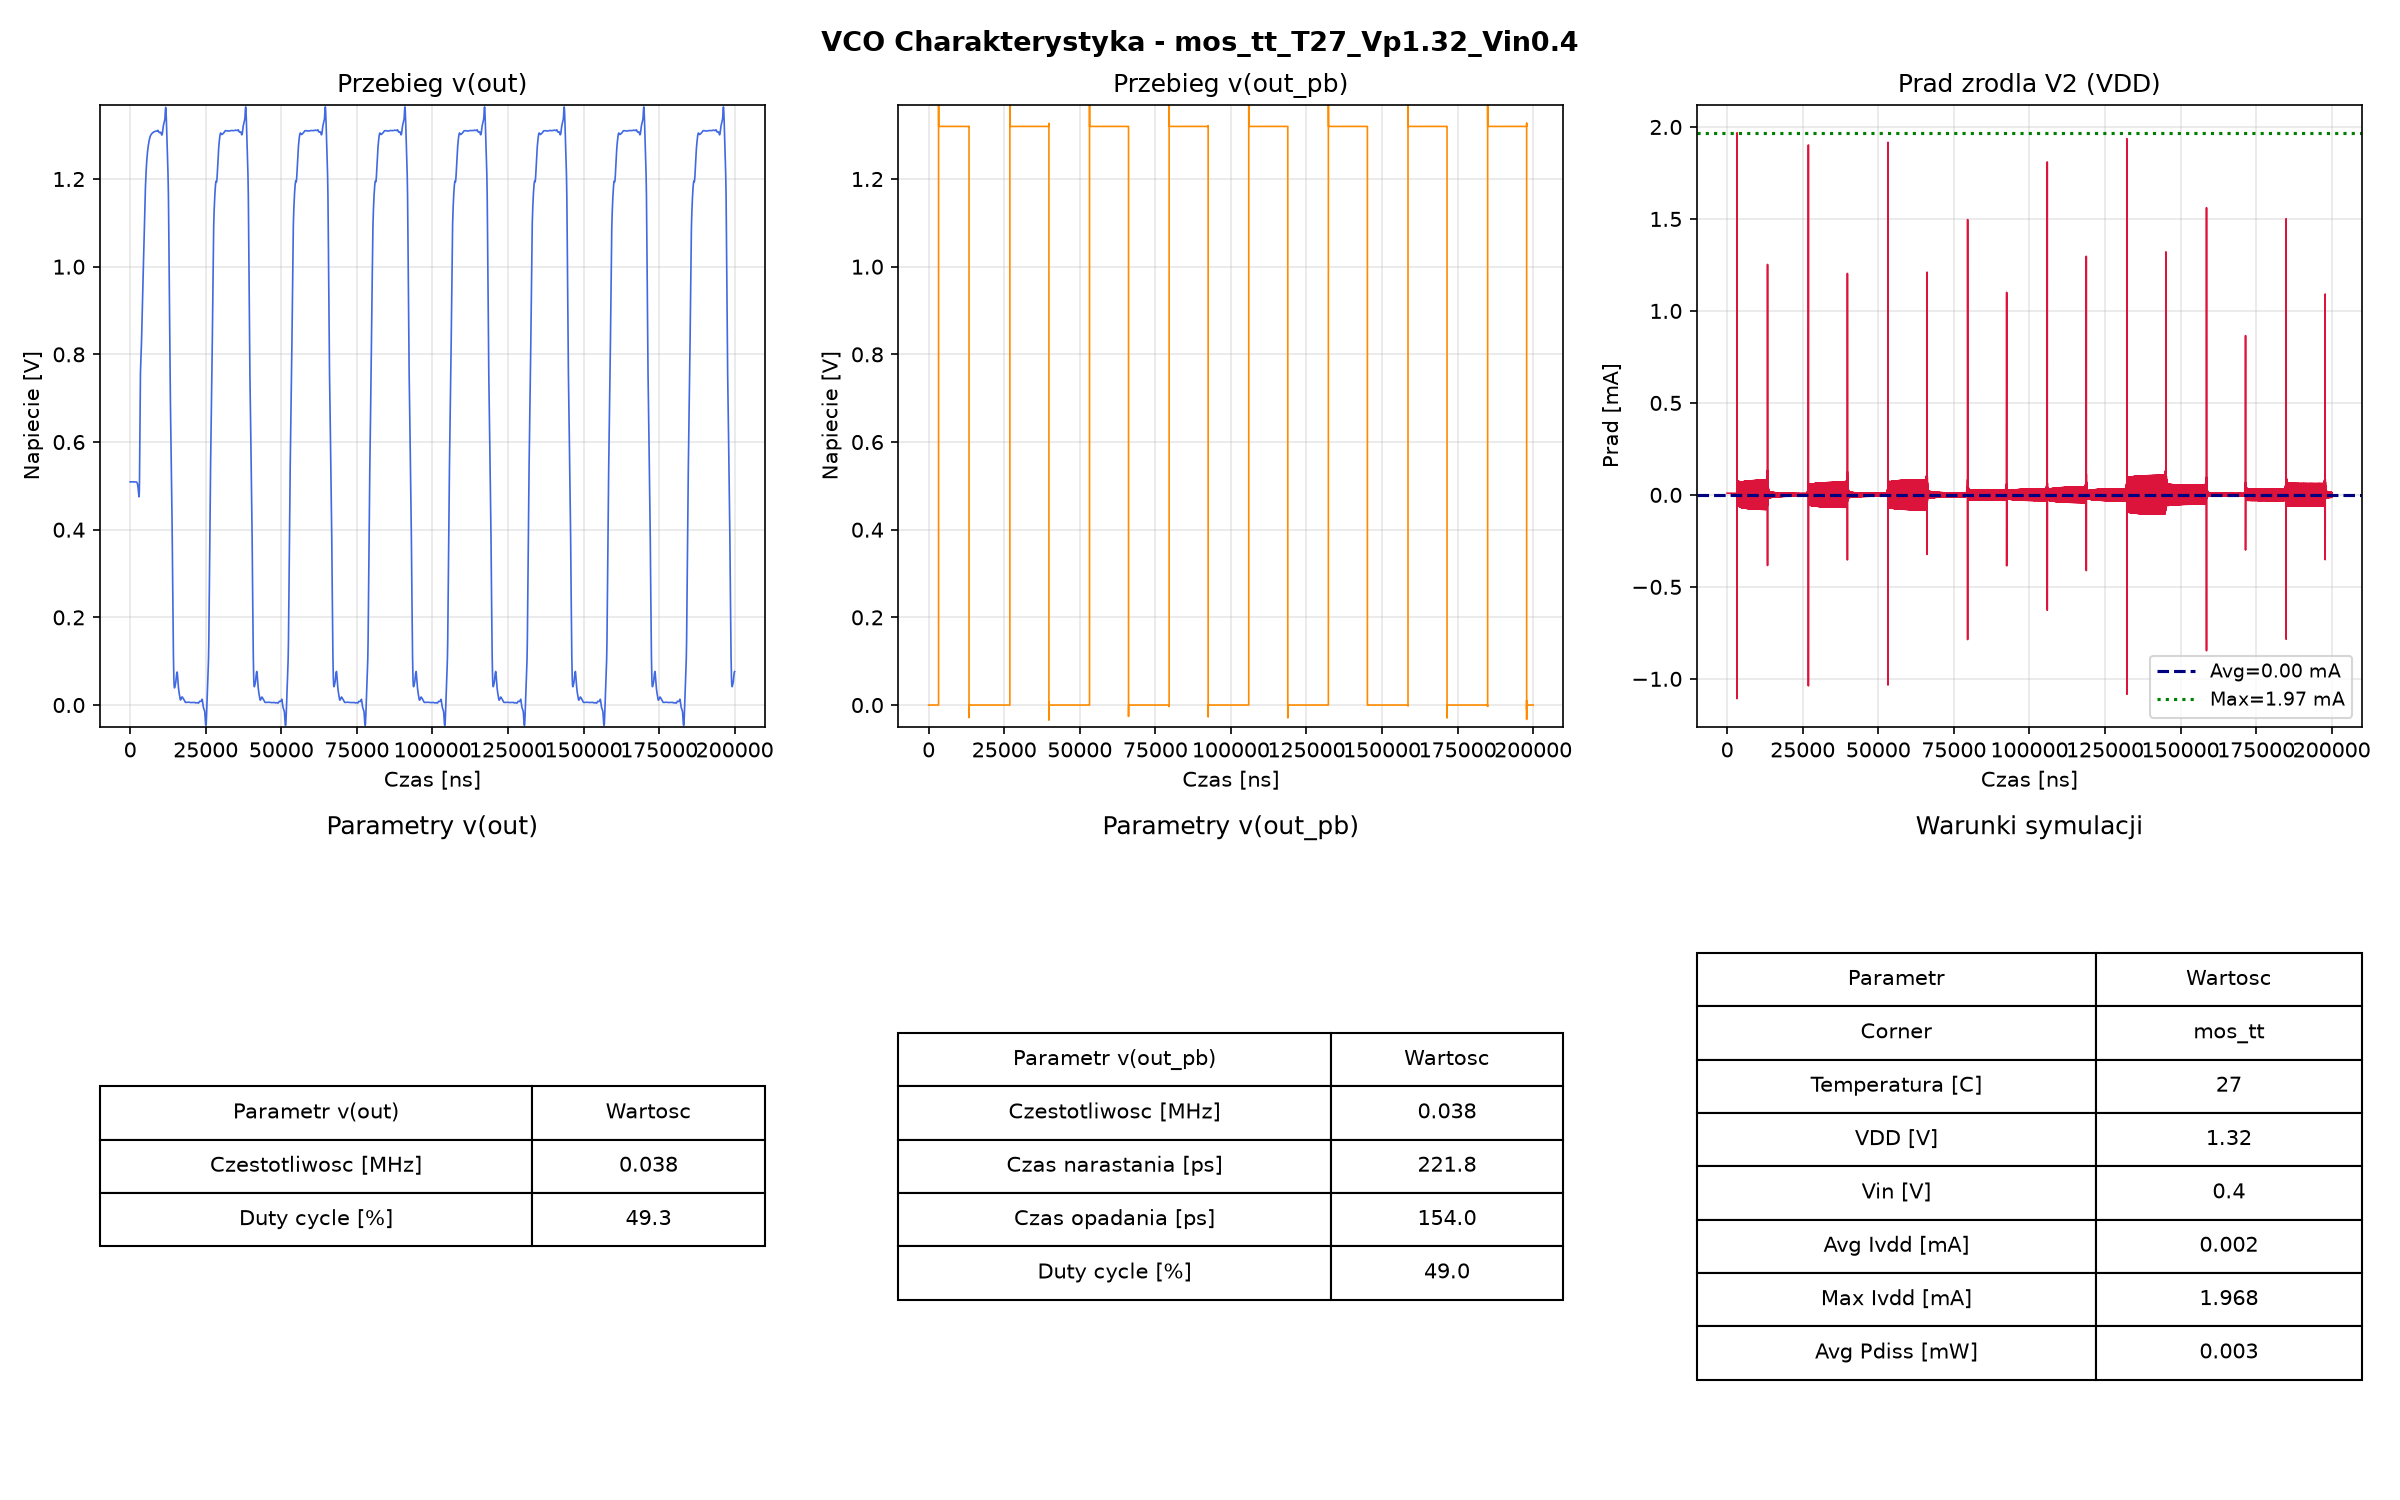 VCO Charakterystyka - mos_tt_T27_Vp1.32_Vin0.4
Przebieg v(out)
Napiecie [V]
1.2
1.0
0.8
0.6
0.4
0.2
0.0
0 25000 50000 75000 100000 125000 150000 175000 200000
Czas [ns]
Przebieg v(out_pb)
Napiecie [V]
1.2
1.0
0.8
0.6
0.4
0.2
0.0
0 25000 50000 75000 100000 125000 150000 175000 200000
Czas [ns]
Prad zrodla V2 (VDD)
Prad [mA]
2.0
1.5
1.0
0.5
0.0
−0.5
−1.0
Avg=0.00 mA
Max=1.97 mA
0 25000 50000 75000 100000 125000 150000 175000 200000
Czas [ns]
Parametry v(out)
Parametr v(out) Wartosc
Czestotliwosc [MHz] 0.038
Duty cycle [%] 49.3
Parametry v(out_pb)
Parametr v(out_pb) Wartosc
Czestotliwosc [MHz] 0.038
Czas narastania [ps] 221.8
Czas opadania [ps] 154.0
Duty cycle [%] 49.0
Warunki symulacji
Parametr Wartosc
Corner mos_tt
Temperatura [C] 27
VDD [V] 1.32
Vin [V] 0.4
Avg Ivdd [mA] 0.002
Max Ivdd [mA] 1.968
Avg Pdiss [mW] 0.003